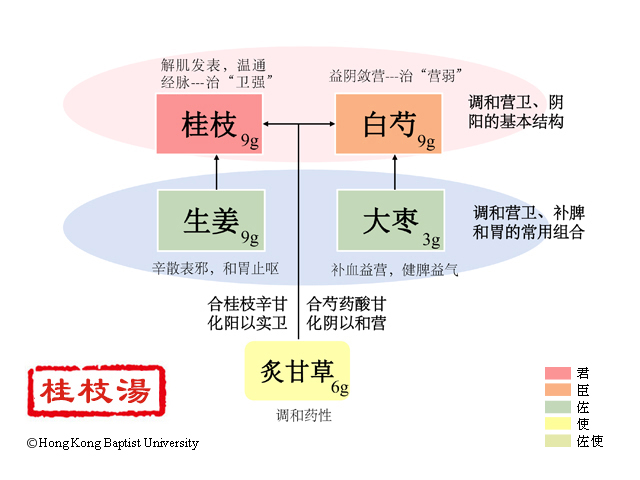 解肌发表，温通
经脉---治“卫强”
益阴敛营---治“营弱”
桂枝
9g
白芍
9g
调和营卫、阴
阳的基本结构
生姜
9g
大枣
3g
调和营卫、补脾
和胃的常用组合
辛散表邪，和胃止呕
补血益营，健脾益气
合桂枝辛甘
化阳以实卫
合芍药酸甘
化阴以和营
炙甘草
6g
调和药性
桂枝湯
©Hong Kong Baptist University
君
臣
佐
使
佐使